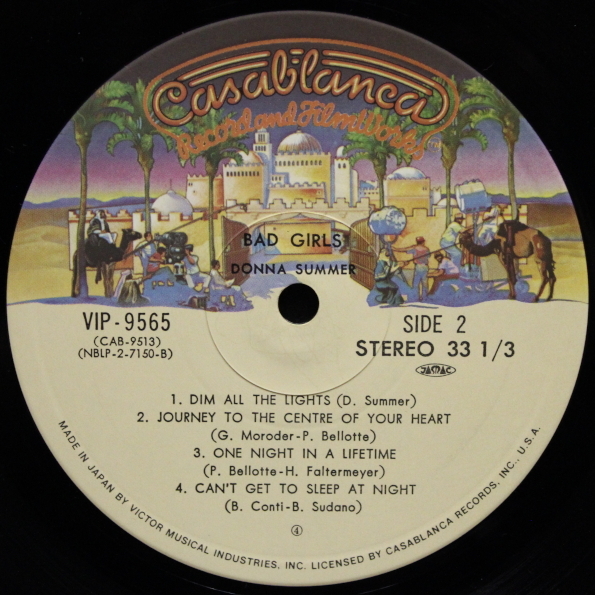 Casablanca
Record and FilmWorks
BAD GIRLS
DONNA SUMMER
VIP-9565
(CAB-9513)
(NBLP-2-7150-B)
SIDE 2
STEREO 33 1/3
JASRAC
1. DIM ALL THE LIGHTS (D. Summer)
2. JOURNEY TO THE CENTRE OF YOUR HEART
(G. Moroder-P. Bellotte)
3. ONE NIGHT IN A LIFETIME
(P. Bellotte-H. Faltermeyer)
4. CAN'T GET TO SLEEP AT NIGHT
(B. Conti-B. Sudano)
④
MADE IN JAPAN BY VICTOR MUSICAL INDUSTRIES, INC. LICENSED BY CASABLANCA RECORDS, INC., U.S.A.